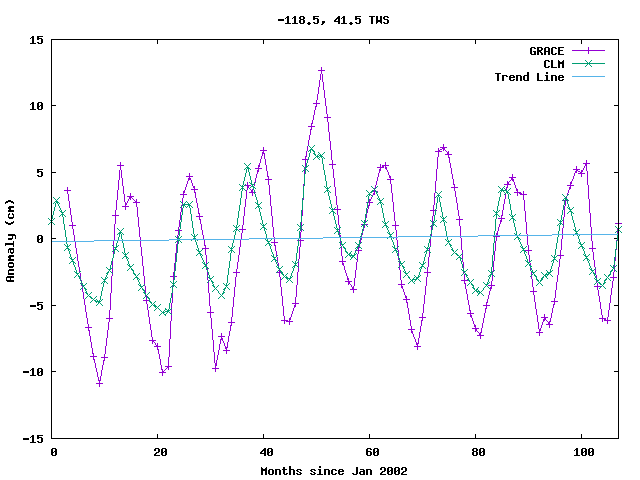 -118.5, 41.5 TWS
GRACE
CLM
Trend Line
15
10
5
0
-5
-10
-15
Anomaly (cm)
0 20 40 60 80 100
Months since Jan 2002